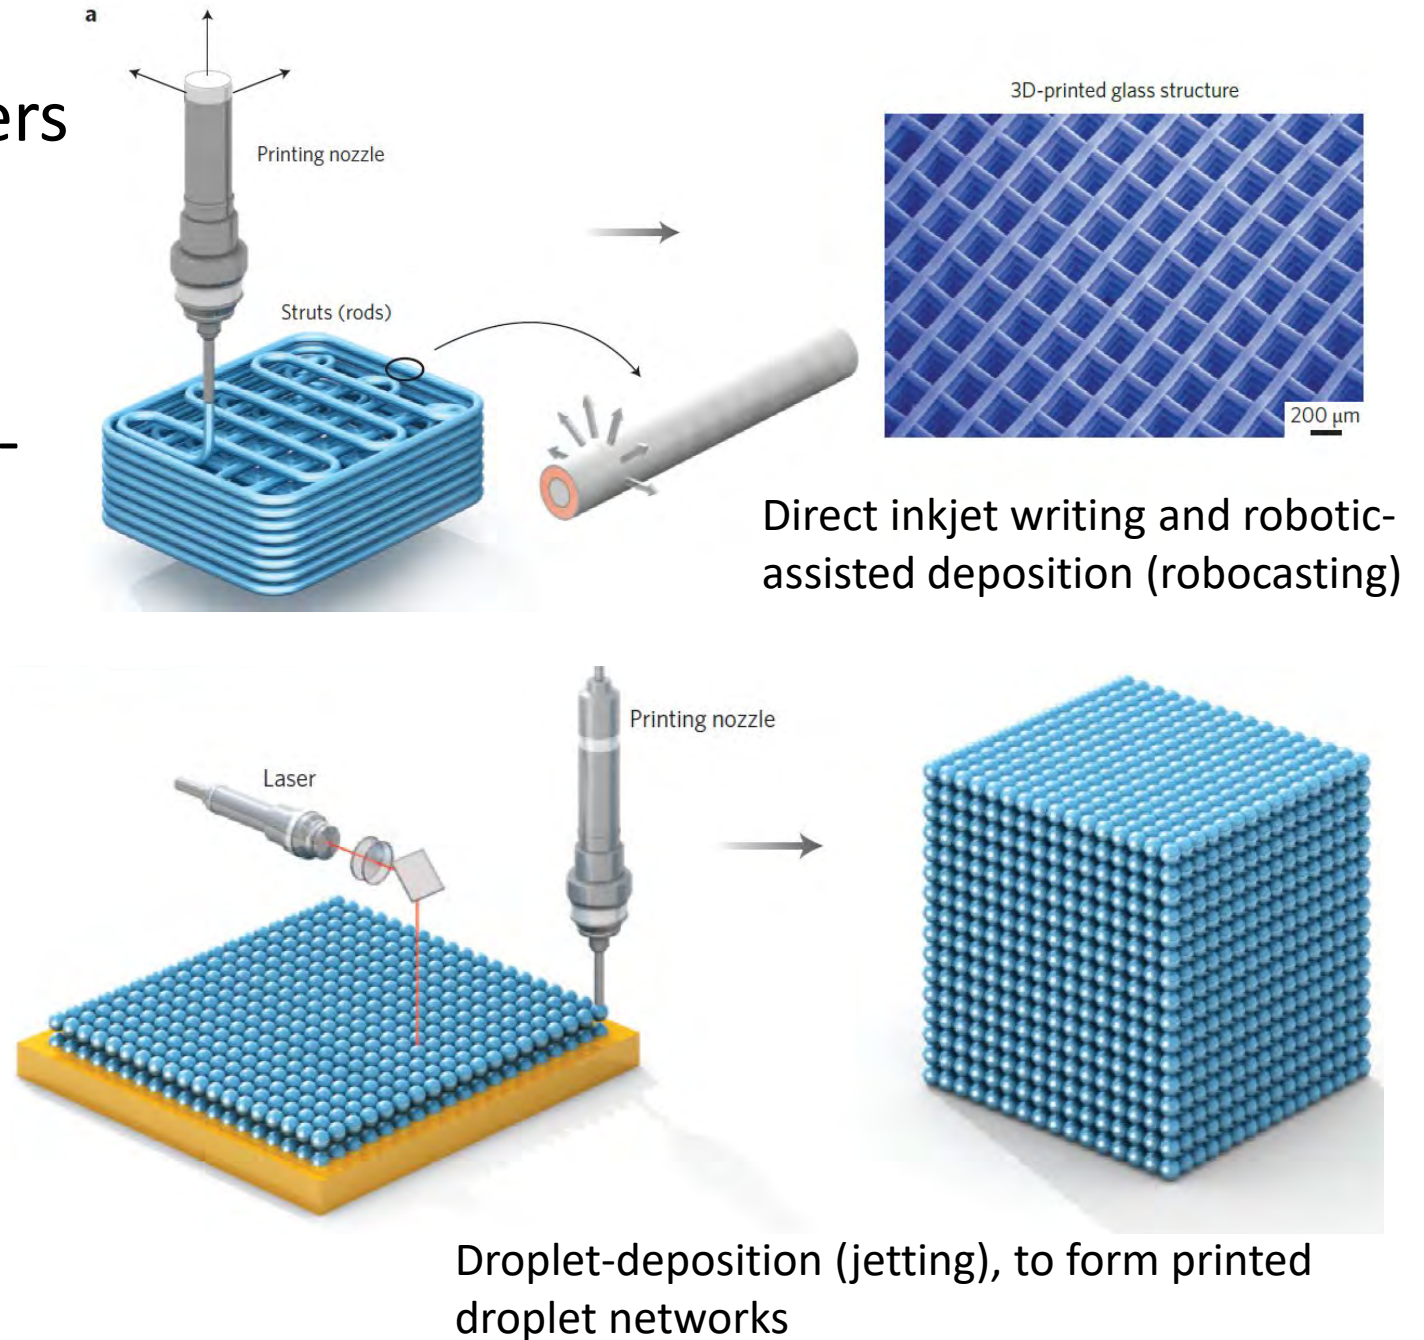 a
ers
Printing nozzle
3D-printed glass structure
Struts (rods)
200 μm
-
Direct inkjet writing and robotic-
assisted deposition (robocasting)
Printing nozzle
Laser
Droplet-deposition (jetting), to form printed
droplet networks